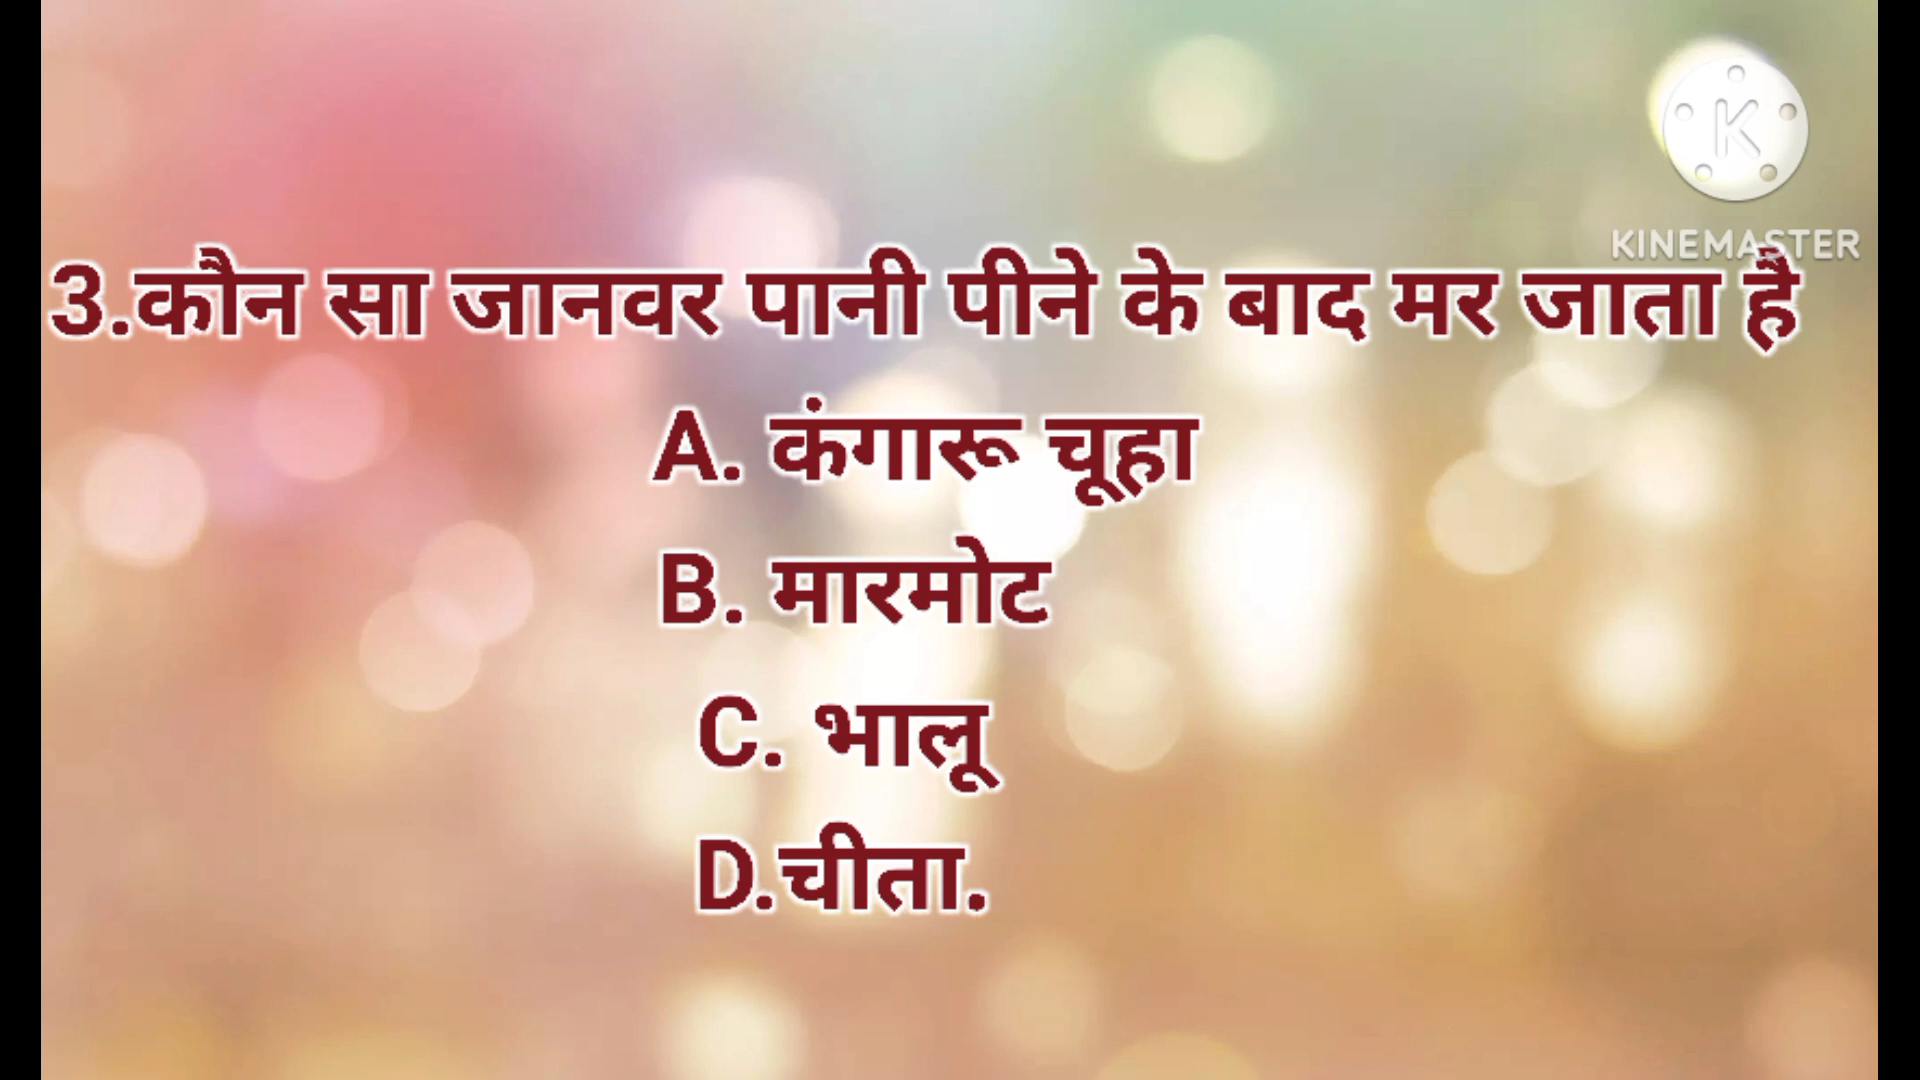 K
KINEMASTER
3.कौन सा जानवर पानी पीने के बाद मर जाता है
A. कंगारू चूहा
B. मारमोट
C. भालू
D.चीता.